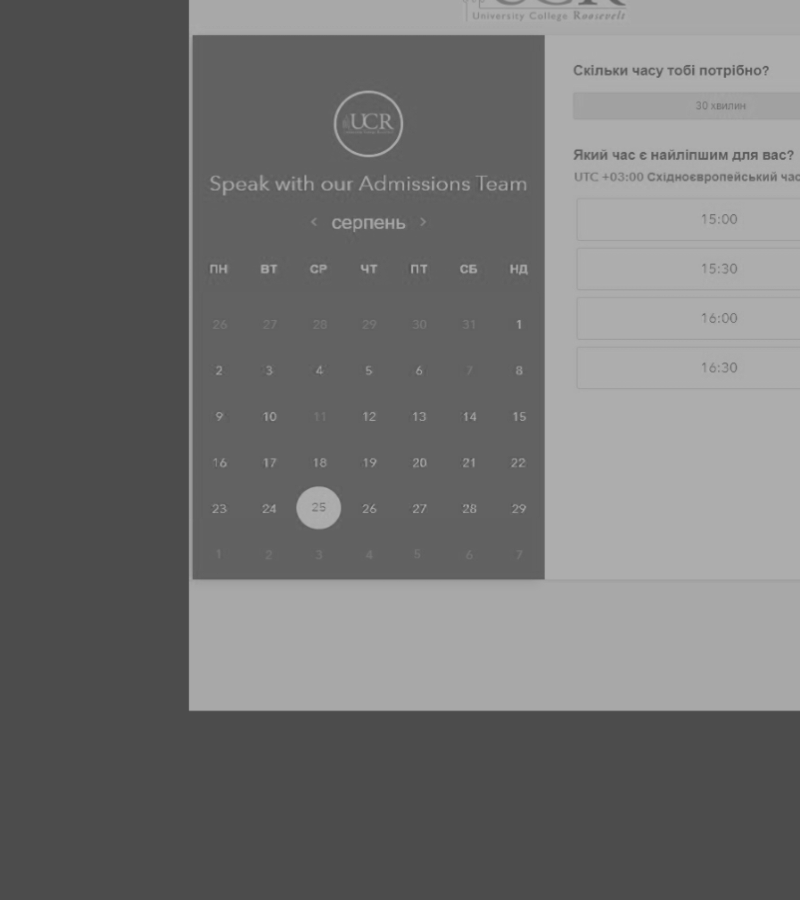 UCR
University College Roosevelt
UCR
Speak with our Admissions Team
< серпень >
ПН ВТ СР ЧТ ПТ СБ НД
26 27 28 29 30 31 1
2 3 4 5 6 7 8
9 10 11 12 13 14 15
16 17 18 19 20 21 22
23 24 25 26 27 28 29
1 2 3 4 5 6 7
Скільки часу тобі потрібно?
30 хвилин
Який час є найліпшим для вас?
UTC +03:00 Східноєвропейський час
15:00
15:30
16:00
16:30